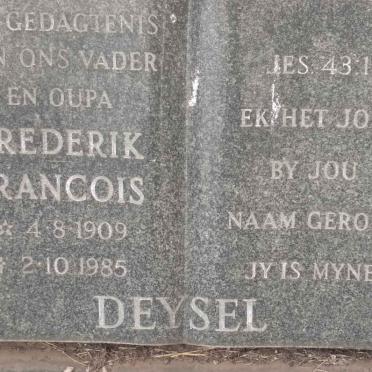 GEDAGTENIS
N ONS VADER
EN OUPA
REDERIK
RANCOIS
☆ 4·8·1909
2·10·1985
JES. 43:1
EK HET JO
BY JOU
NAAM GERO
JY IS MYNE
DEYSEL